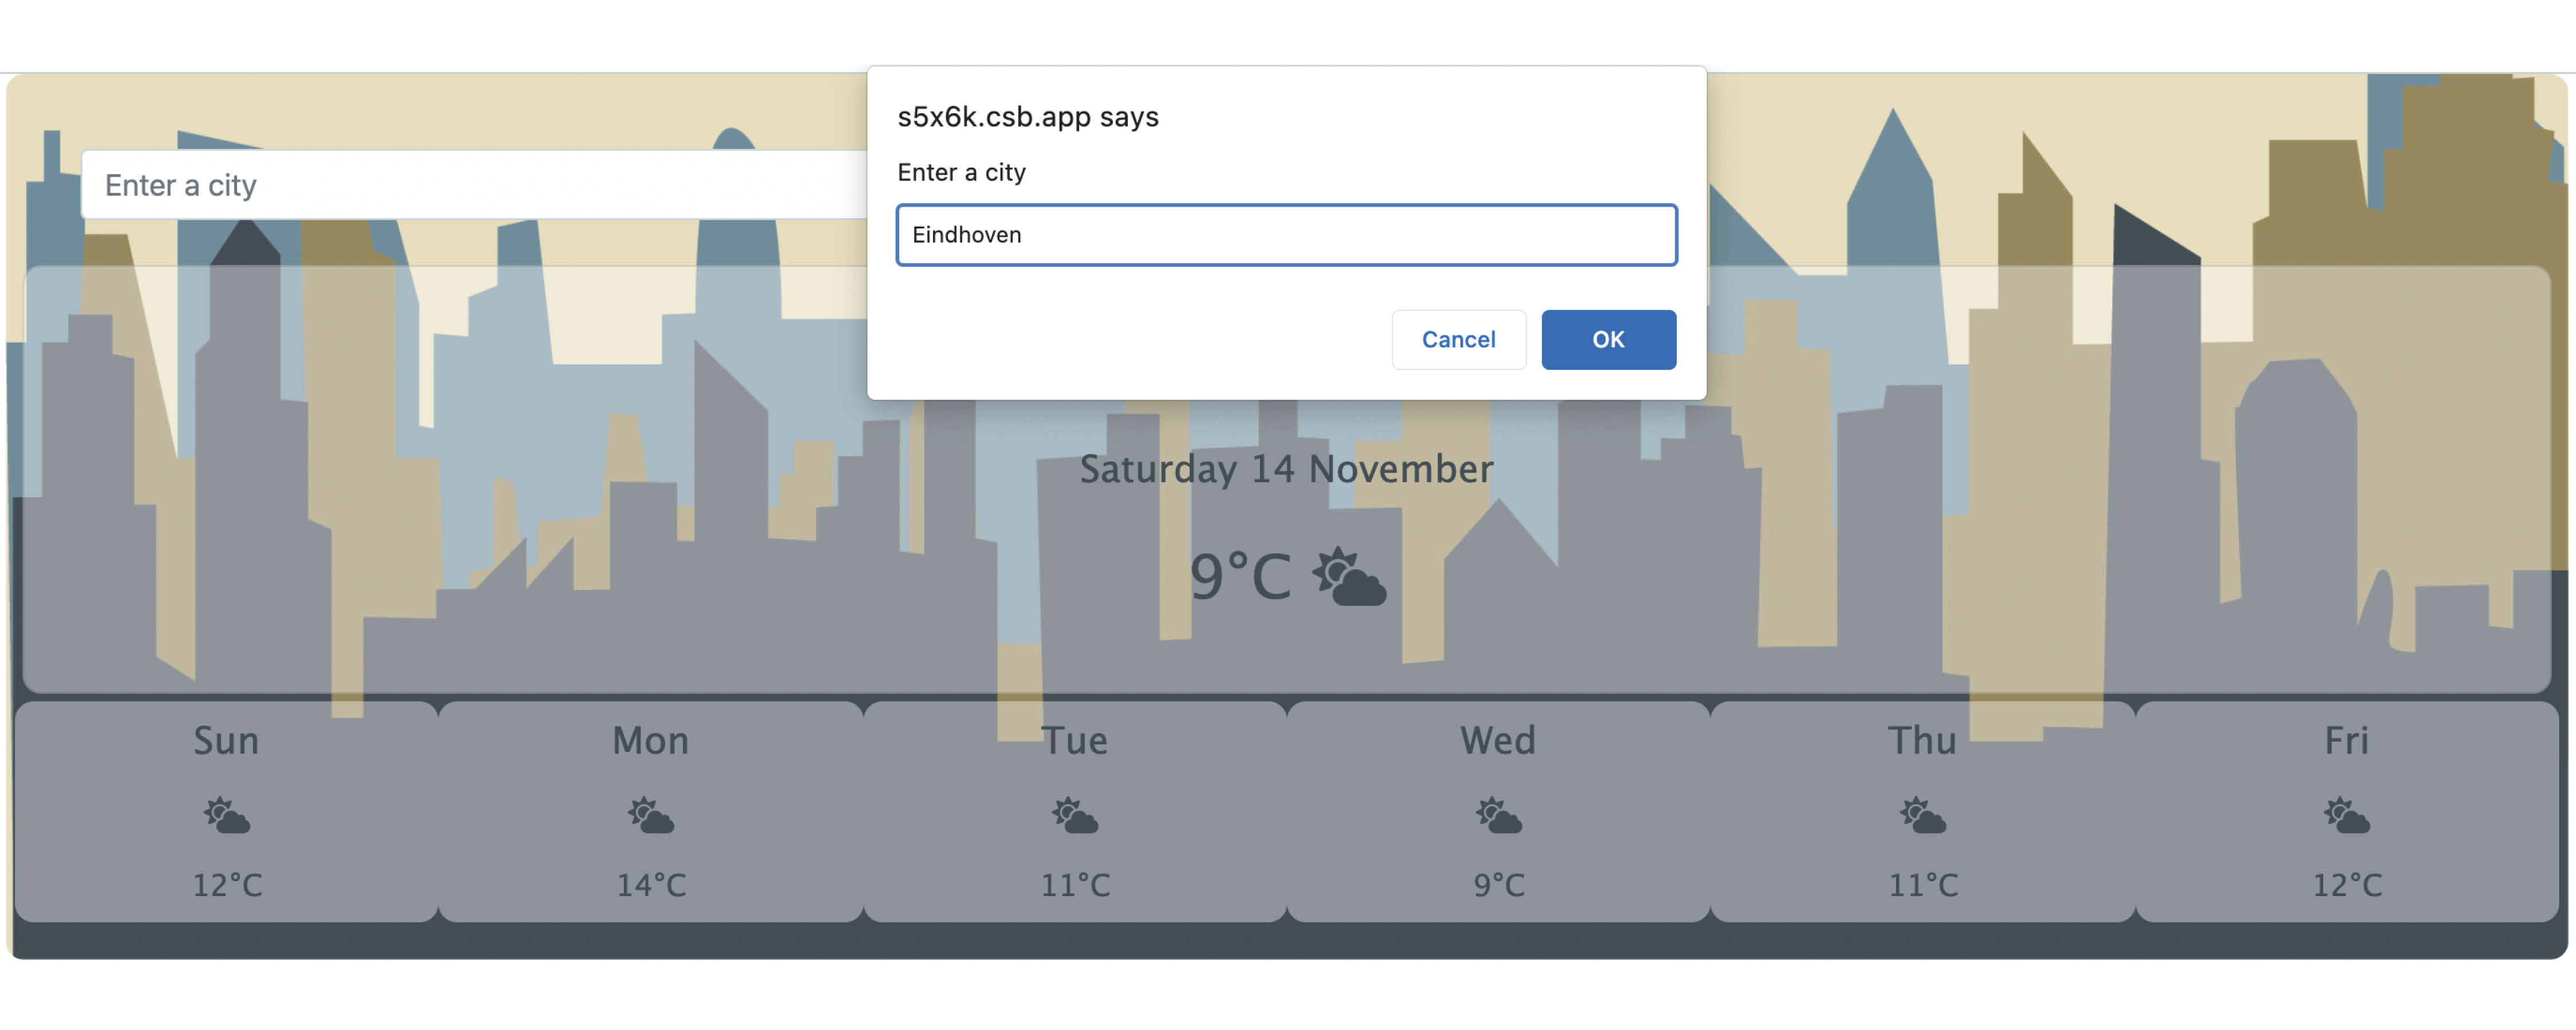 s5x6k.csb.app says
Enter a city
Eindhoven
Cancel OK
Enter a city
Saturday 14 November
9°C
Sun Mon Tue Wed Thu Fri
12°C 14°C 11°C 9°C 11°C 12°C